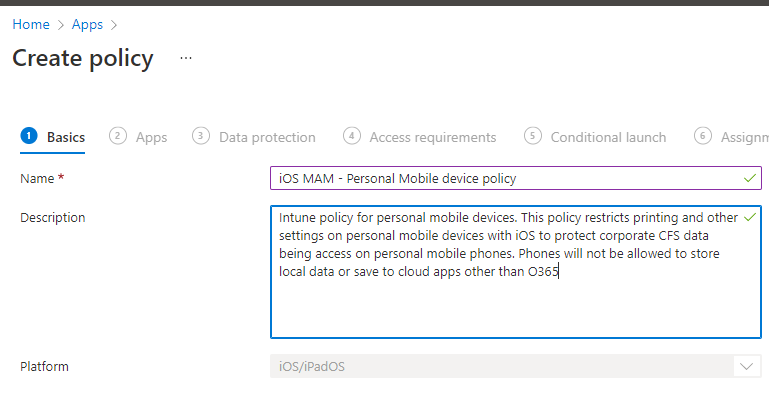 Home > Apps >
Create policy ...
1 Basics 2 Apps 3 Data protection 4 Access requirements 5 Conditional launch 6 Assignm
Name * iOS MAM - Personal Mobile device policy
Description Intune policy for personal mobile devices. This policy restricts printing and other
settings on personal mobile devices with iOS to protect corporate CFS data
being access on personal mobile phones. Phones will not be allowed to store
local data or save to cloud apps other than O365
Platform iOS/iPadOS